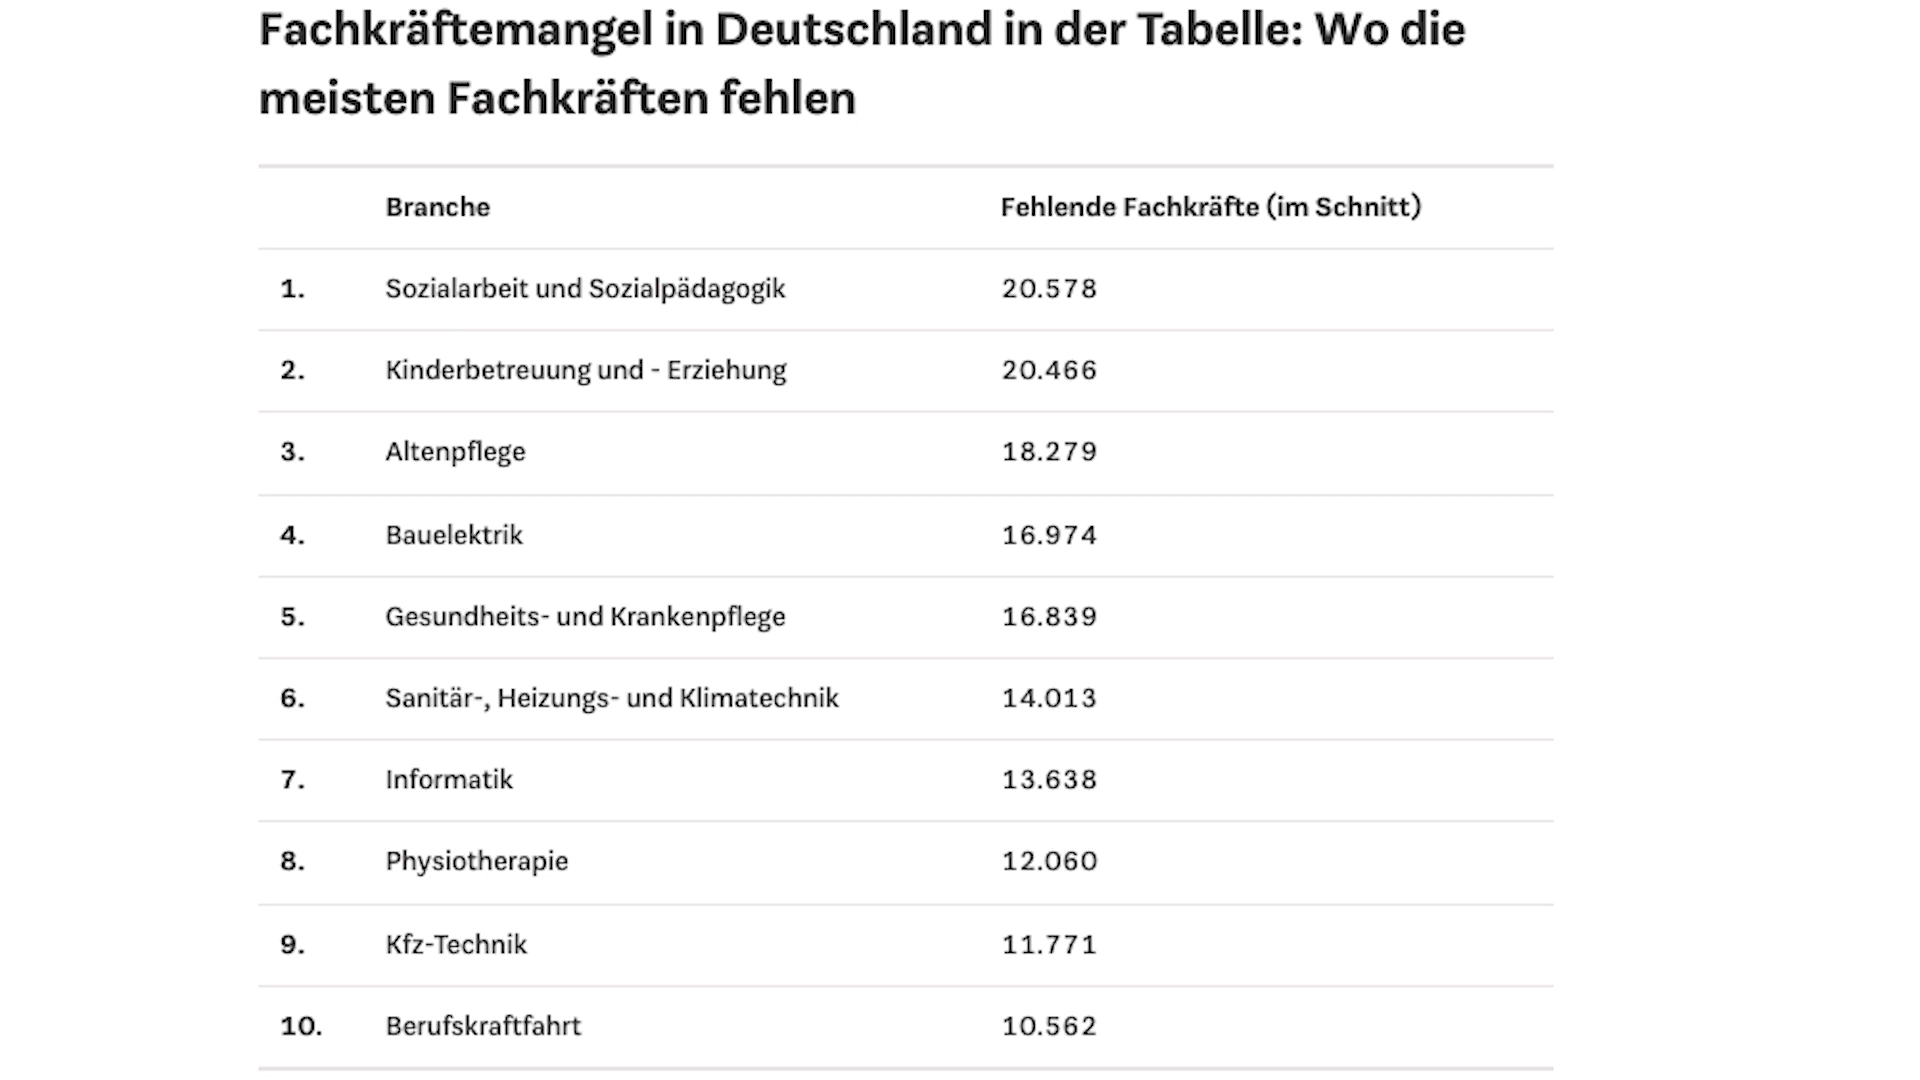 Fachkräftemangel in Deutschland in der Tabelle: Wo die
meisten Fachkräften fehlen
Branche Fehlende Fachkräfte (im Schnitt)
1. Sozialarbeit und Sozialpädagogik 20.578
2. Kinderbetreuung und - Erziehung 20.466
3. Altenpflege 18.279
4. Bauelektrik 16.974
5. Gesundheits- und Krankenpflege 16.839
6. Sanitär-, Heizungs- und Klimatechnik 14.013
7. Informatik 13.638
8. Physiotherapie 12.060
9. Kfz-Technik 11.771
10. Berufskraftfahrt 10.562